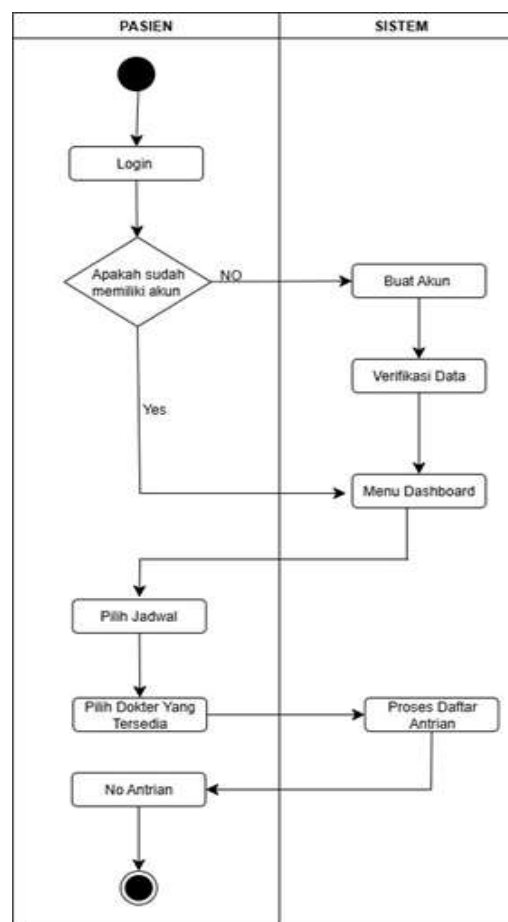 PASIEN
SISTEM
Login
Apakah sudah
memiliki akun
NO
Buat Akun
Verifikasi Data
Yes
Menu Dashboard
Pilih Jadwal
Pilih Dokter Yang
Tersedia
Proses Daftar
Antrian
No Antrian